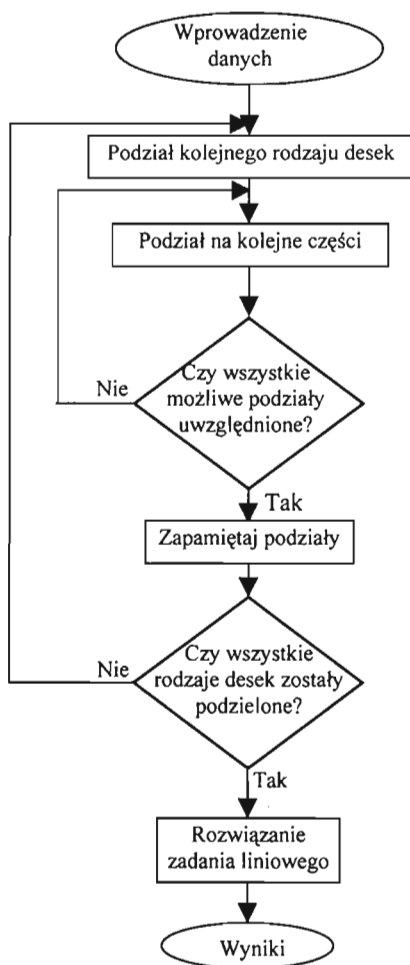 Wprowadzenie
danych
Podział kolejnego rodzaju desek
Podział na kolejne części
Czy wszystkie
możliwe podziały
uwzględnione?
Nie
Tak
Zapamiętaj podziały
Czy wszystkie
rodzaje desek zostały
podzielone?
Nie
Tak
Rozwiązanie
zadania liniowego
Wyniki